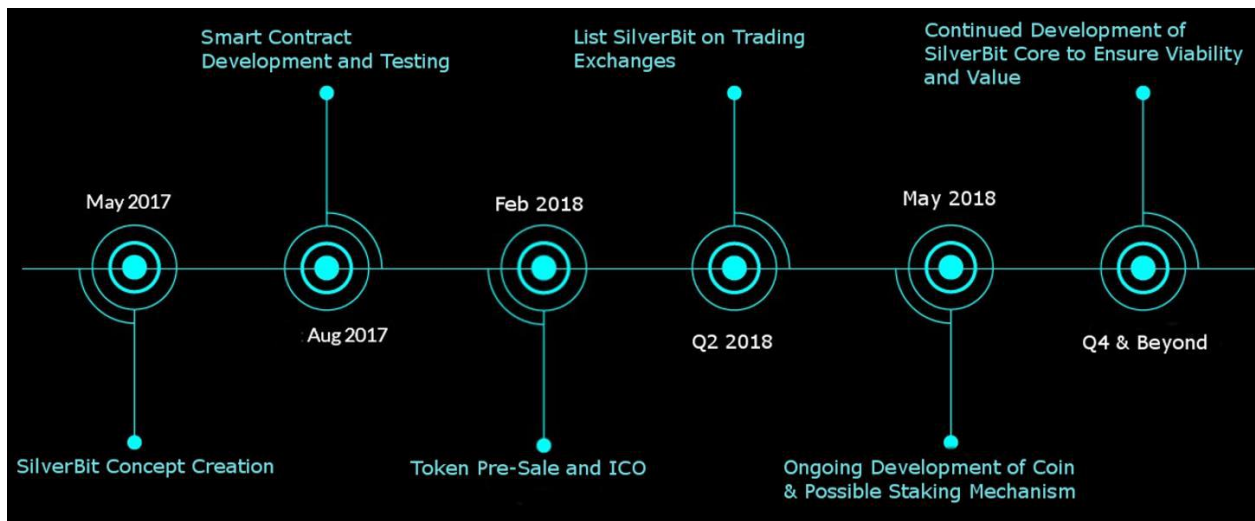 Smart Contract
Development and Testing
List SilverBit on Trading
Exchanges
Continued Development of
SilverBit Core to Ensure Viability
and Value
May 2017
Feb 2018
May 2018
Aug 2017
Q2 2018
Q4 & Beyond
SilverBit Concept Creation
Token Pre-Sale and ICO
Ongoing Development of Coin
& Possible Staking Mechanism